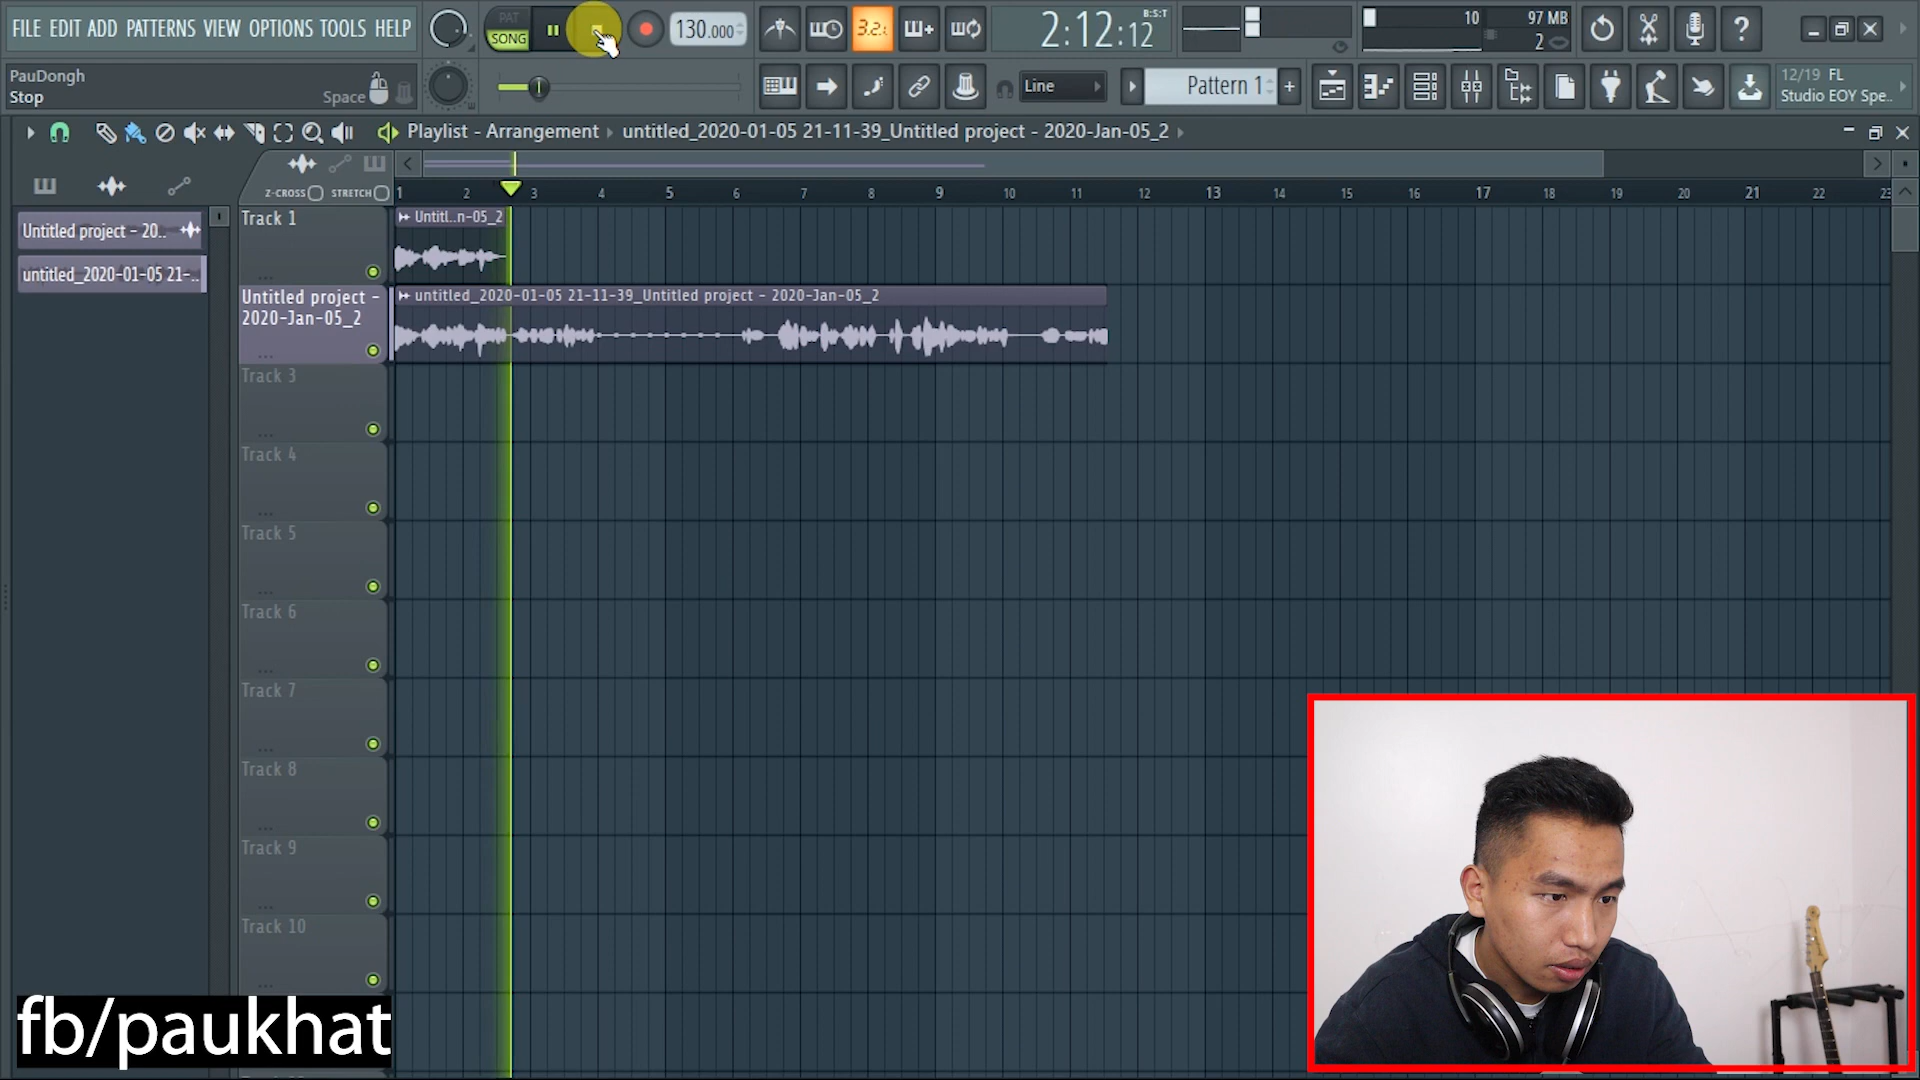 FILE EDIT ADD PATTERNS VIEW OPTIONS TOOLS HELP
PAT
SONG
130.000
3.2.
2:12:12
B:S:T
10
97 MB
2
PauDongh
Stop
Space
Line
Pattern 1
12/19 FL
Studio EOY Spe..
Playlist - Arrangement
untitled_2020-01-05 21-11-39_Untitled project - 2020-Jan-05_2
Z-CROSS
STRETCH
1 2 3 4 5 6 7 8 9 10 11 12 13 14 15 16 17 18 19 20 21 22 23
Untitled project - 20..
untitled_2020-01-05 21-..
Track 1
Untitl..n-05_2
Untitled project -
2020-Jan-05_2
untitled_2020-01-05 21-11-39_Untitled project - 2020-Jan-05_2
Track 3
Track 4
Track 5
Track 6
Track 7
Track 8
Track 9
Track 10
fb/paukhat